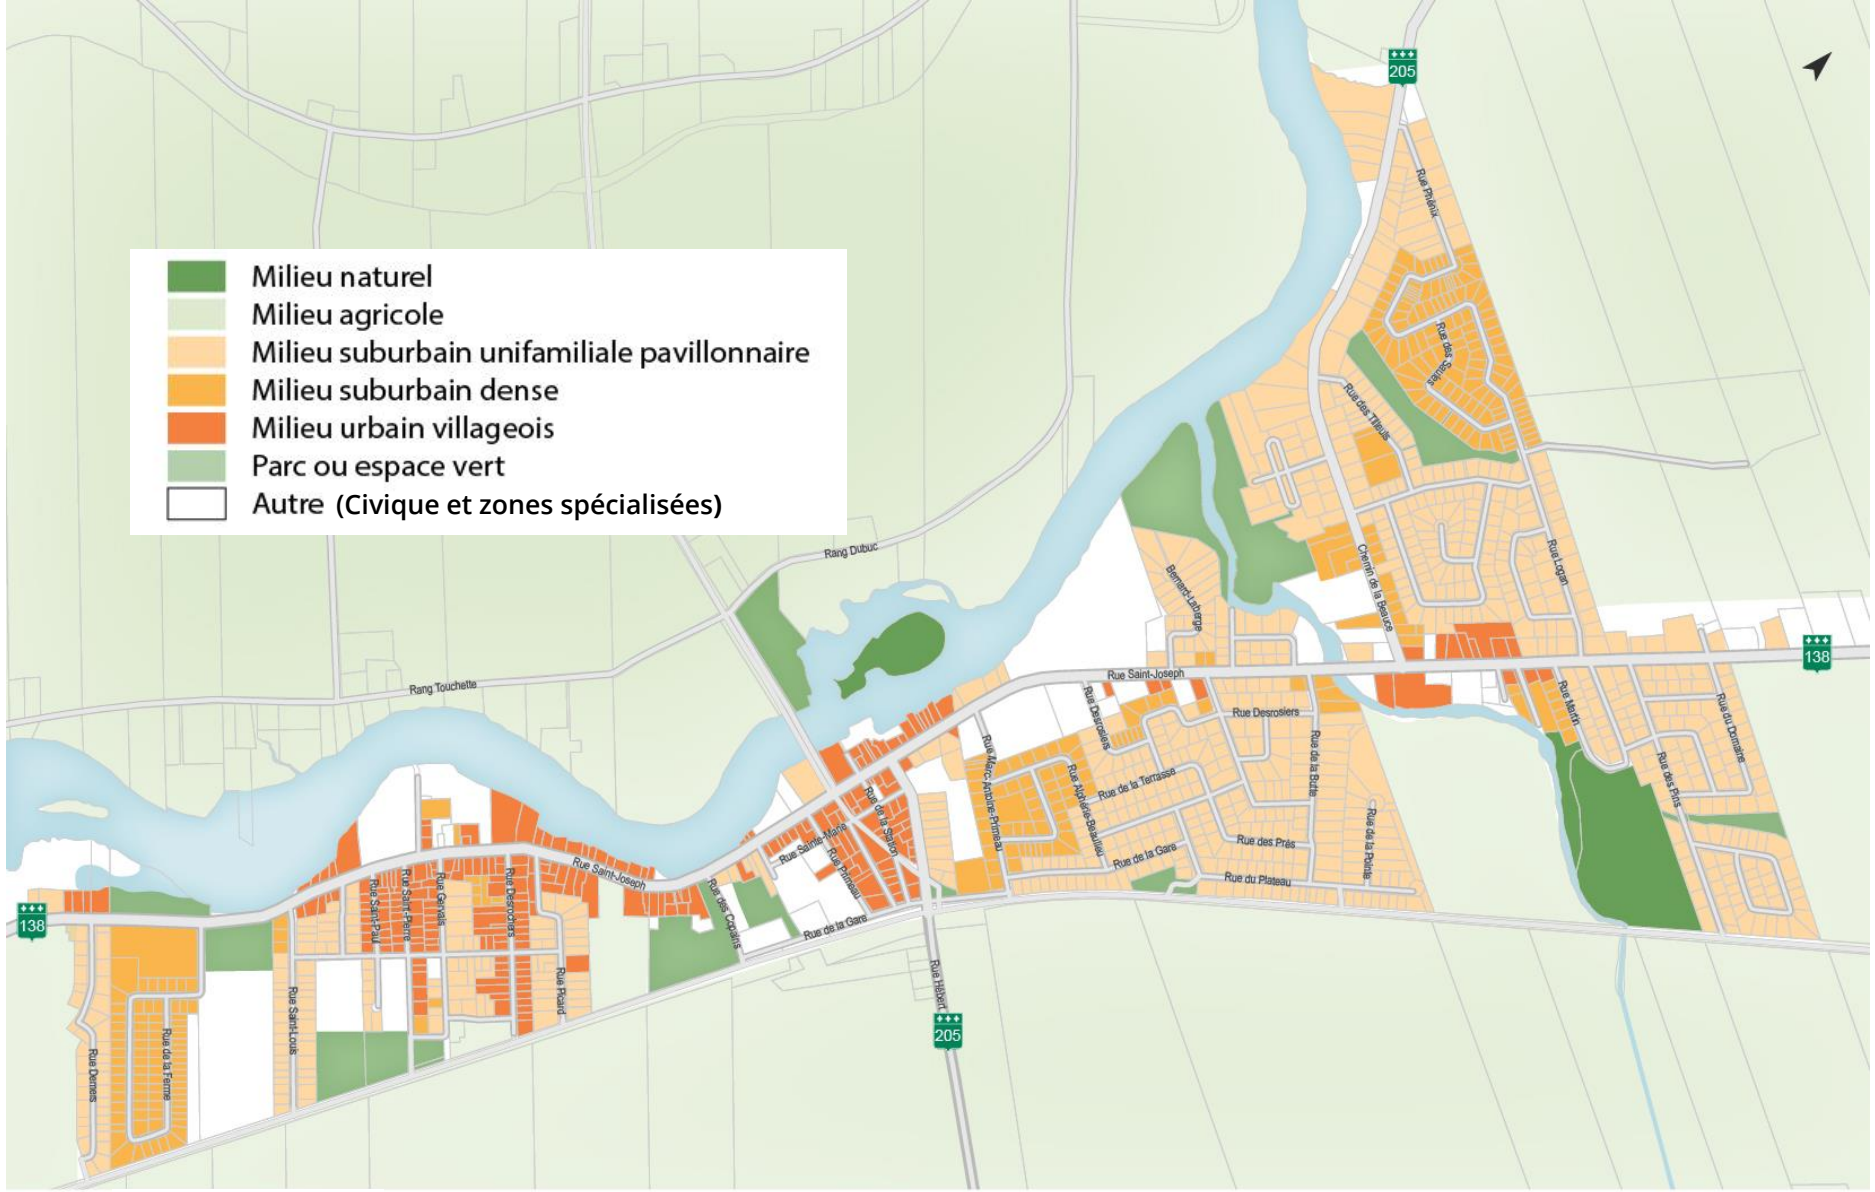 205
Rue Phénix
Milieu naturel
Milieu agricole
Milieu suburbain unifamiliale pavillonnaire
Milieu suburbain dense
Milieu urbain villageois
Parc ou espace vert
Autre (Civique et zones spécialisées)
Rue des
Saules
Rue des Tilleuls
Rang Dubuc
Chemin de la Beauce
Rue Logan
Bernard-Laberge
138
Rang Touchette
Rue Saint-Joseph
Rue Desrosiers
Rue Desrosiers
Rue Martin
Rue du Domaine
Rue Marc-Antoine-Primeau
Rue Alphérie-Beaulieu
Rue de la Terrasse
Rue de la Butte
Rue des Pins
Rue de la Station
Rue Sainte-Marie
Rue Primeau
Rue des Prés
Rue de la Pointe
Rue de la Gare
Rue du Plateau
Rue Saint-Joseph
Rue Saint-Paul
Rue Saint-Pierre
Rue Gervais
Rue Desrochers
Rue des Copains
Rue de la Gare
138
Rue Picard
Rue Hébert
Rue Saint-Louis
205
Rue Demers
Rue de la Ferme